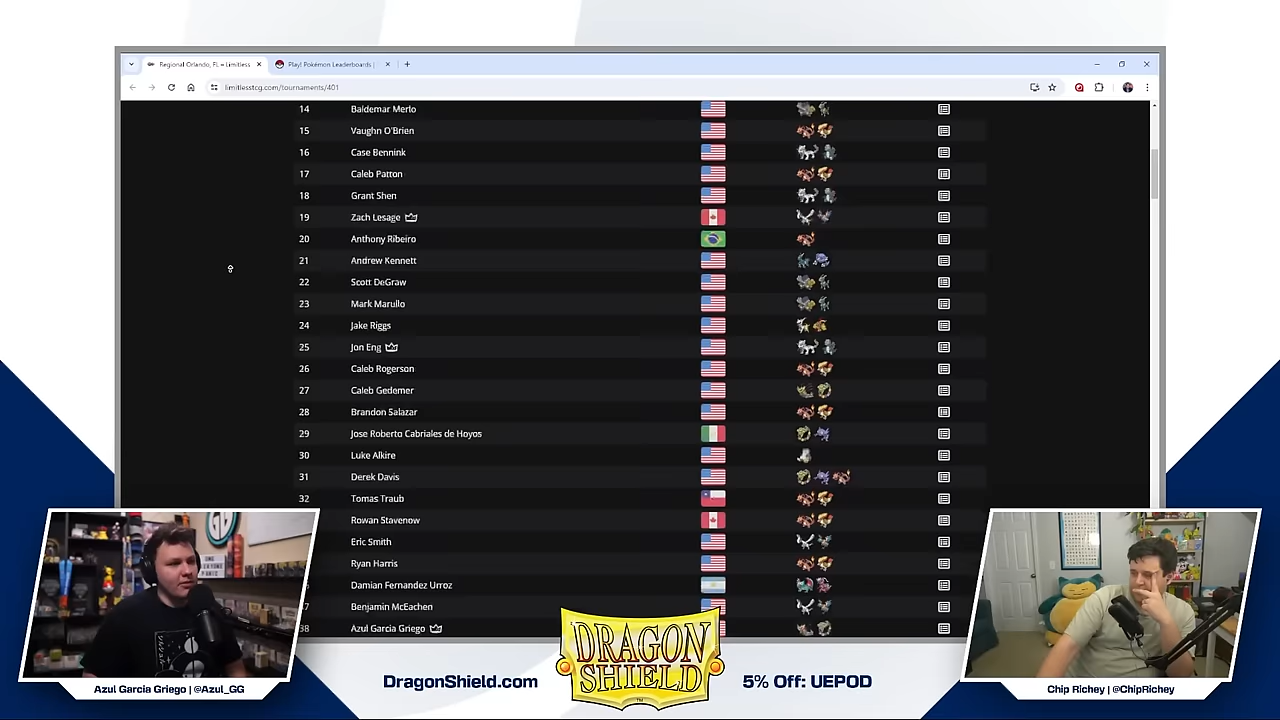 Regional Orlando, FL – Limitless
Play! Pokémon Leaderboards |
limitlesstcg.com/tournaments/401
14 Baldemar Merlo
15 Vaughn O'Brien
16 Case Bennink
17 Caleb Patton
18 Grant Shen
19 Zach Lesage
20 Anthony Ribeiro
21 Andrew Kennett
22 Scott DeGraw
23 Mark Marullo
24 Jake Riggs
25 Jon Eng
26 Caleb Rogerson
27 Caleb Gedemer
28 Brandon Salazar
29 Jose Roberto Cabriales de Hoyos
30 Luke Alkire
31 Derek Davis
32 Tomas Traub
Rowan Stavenow
Eric Smith
Ryan Harris
Damian Fernandez Urroz
Benjamin McEachen
38 Azul Garcia Griego
Azul Garcia Griego | @Azul_GG
DragonShield.com
DRAGON
SHIELD
5% Off: UEPOD
Chip Richey | @ChipRichey